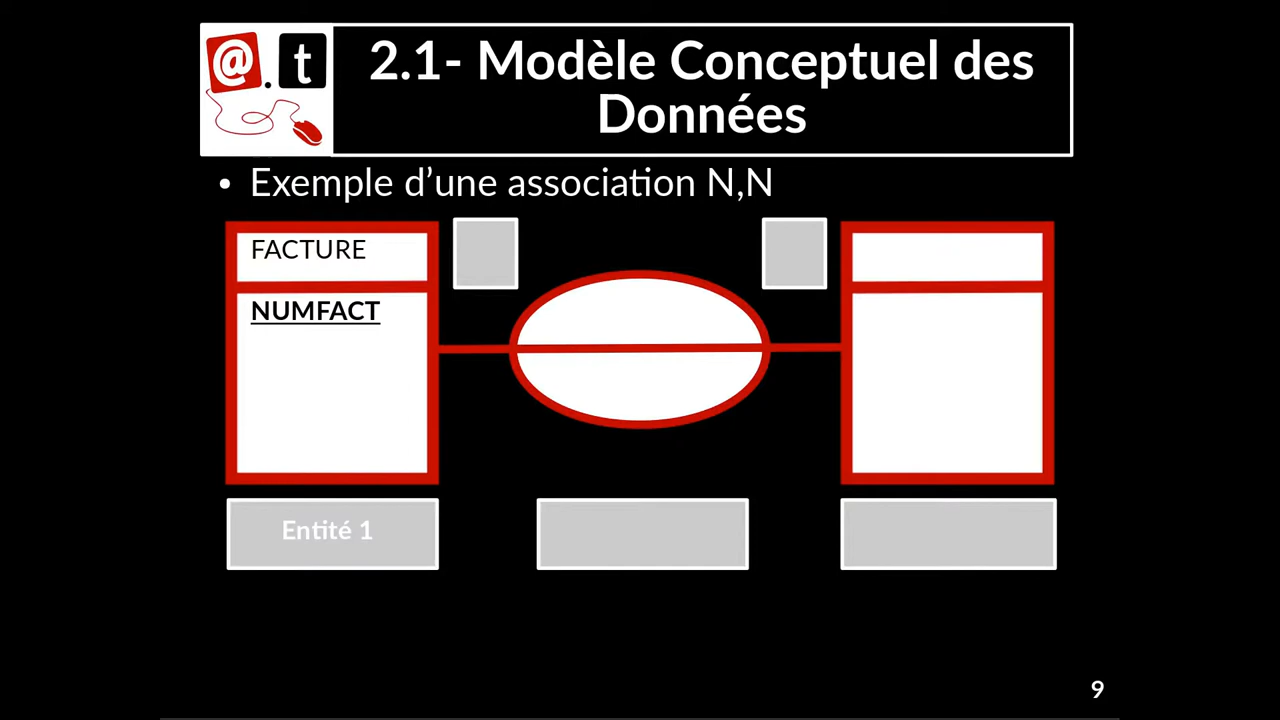 @.t
2.1- Modèle Conceptuel des
Données
• Exemple d’une association N,N
FACTURE
NUMFACT
Entité 1
9